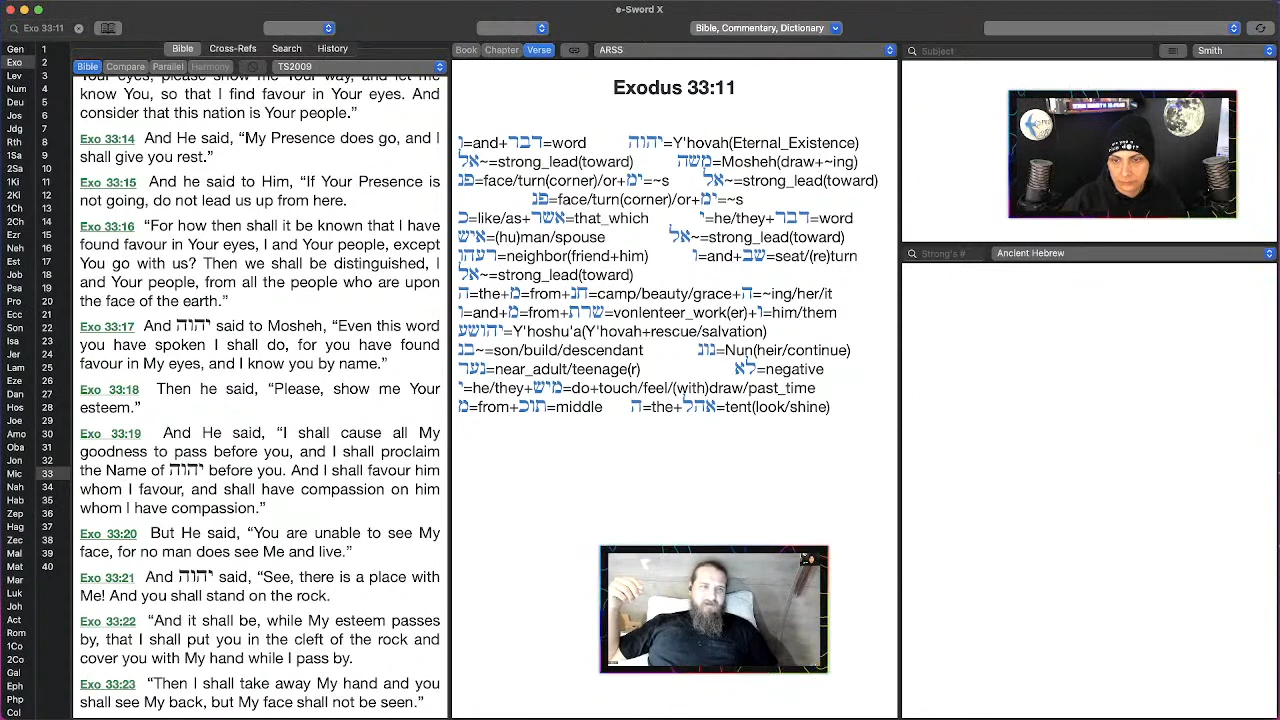 e-Sword X
Exo 33:11
Bible, Commentary, Dictionary
Bible Cross-Refs Search History
Bible Compare Parallel Harmony TS2009
Book Chapter Verse ARSS
Subject Smith
Strong's # Ancient Hebrew
Gen
Exo
Lev
Num
Deu
Jos
Jdg
Rth
1Sa
2Sa
1Ki
2Ki
1Ch
2Ch
Ezr
Neh
Est
Job
Psa
Pro
Ecc
Son
Isa
Jer
Lam
Eze
Dan
Hos
Joe
Amo
Oba
Jon
Mic
Nah
Hab
Zep
Hag
Zec
Mal
Mat
Mar
Luk
Joh
Act
Rom
1Co
2Co
Gal
Eph
Php
Col
1
2
3
4
5
6
7
8
9
10
11
12
13
14
15
16
17
18
19
20
21
22
23
24
25
26
27
28
29
30
31
32
33
34
35
36
37
38
39
40
Your eyes, please show me Your way, and let me
know You, so that I find favour in Your eyes. And
consider that this nation is Your people.”
Exo 33:14 And He said, “My Presence does go, and I
shall give you rest.”
Exo 33:15 And he said to Him, “If Your Presence is
not going, do not lead us up from here.
Exo 33:16 “For how then shall it be known that I have
found favour in Your eyes, I and Your people, except
You go with us? Then we shall be distinguished, I
and Your people, from all the people who are upon
the face of the earth.”
Exo 33:17 And יהוה said to Mosheh, “Even this word
you have spoken I shall do, for you have found
favour in My eyes, and I know you by name.”
Exo 33:18 Then he said, “Please, show me Your
esteem.”
Exo 33:19 And He said, “I shall cause all My
goodness to pass before you, and I shall proclaim
the Name of יהוה before you. And I shall favour him
whom I favour, and shall have compassion on him
whom I have compassion.”
Exo 33:20 But He said, “You are unable to see My
face, for no man does see Me and live.”
Exo 33:21 And יהוה said, “See, there is a place with
Me! And you shall stand on the rock.
Exo 33:22 “And it shall be, while My esteem passes
by, that I shall put you in the cleft of the rock and
cover you with My hand while I pass by.
Exo 33:23 “Then I shall take away My hand and you
shall see My back, but My face shall not be seen.”
Exodus 33:11
ו=and+דבר=word יהוה=Y'hovah(Eternal_Existence)
אל~=strong_lead(toward) משה=Mosheh(draw+~ing)
פנ=face/turn(corner)/or+ימ=~s אל~=strong_lead(toward)
פנ=face/turn(corner)/or+ימ=~s
כ=like/as+אשר=that_which י=he/they+דבר=word
איש=(hu)man/spouse אל~=strong_lead(toward)
רעהו=neighbor(friend+him) ו=and+שב=seat/(re)turn
אל~=strong_lead(toward)
ה=the+מ=from+חנ=camp/beauty/grace+ה=~ing/her/it
ו=and+מ=from+שרת=vonlenteer_work(er)+ו=him/them
יהושע=Y'hoshu'a(Y'hovah+rescue/salvation)
בנ~=son/build/descendant נונ=Nun(heir/continue)
נער=near_adult/teenage(r) לא=negative
י=he/they+מיש=do+touch/feel/(with)draw/past_time
מ=from+תוכ=middle ה=the+אהל=tent(look/shine)